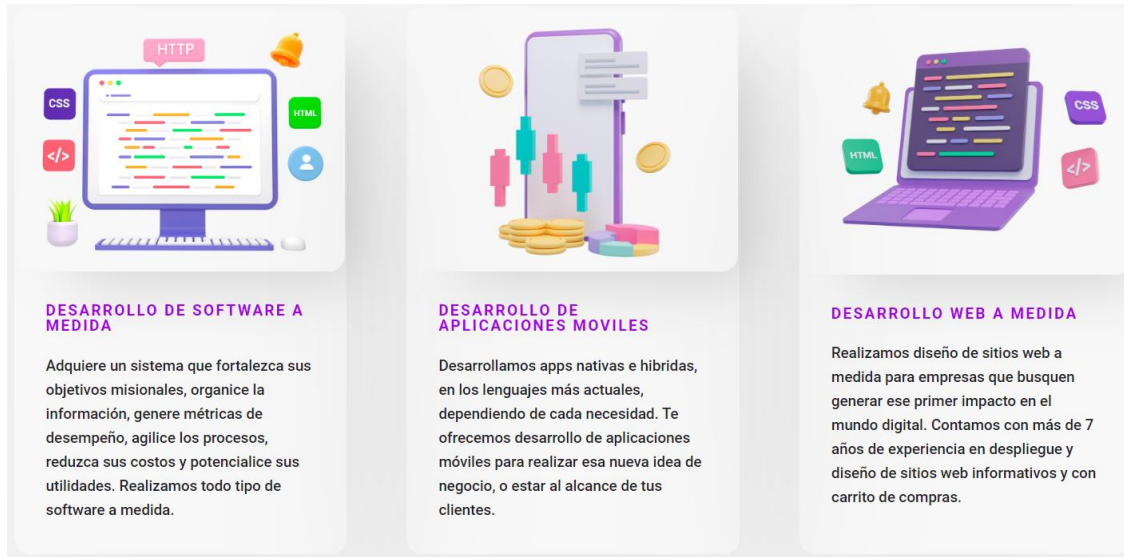 HTTP
CSS
HTML
</>
DESARROLLO DE SOFTWARE A
MEDIDA
Adquiere un sistema que fortalezca sus
objetivos misionales, organice la
información, genere métricas de
desempeño, agilice los procesos,
reduzca sus costos y potencialice sus
utilidades. Realizamos todo tipo de
software a medida.
DESARROLLO DE
APLICACIONES MOVILES
Desarrollamos apps nativas e hibridas,
en los lenguajes más actuales,
dependiendo de cada necesidad. Te
ofrecemos desarrollo de aplicaciones
móviles para realizar esa nueva idea de
negocio, o estar al alcance de tus
clientes.
CSS
HTML
</>
DESARROLLO WEB A MEDIDA
Realizamos diseño de sitios web a
medida para empresas que busquen
generar ese primer impacto en el
mundo digital. Contamos con más de 7
años de experiencia en despliegue y
diseño de sitios web informativos y con
carrito de compras.